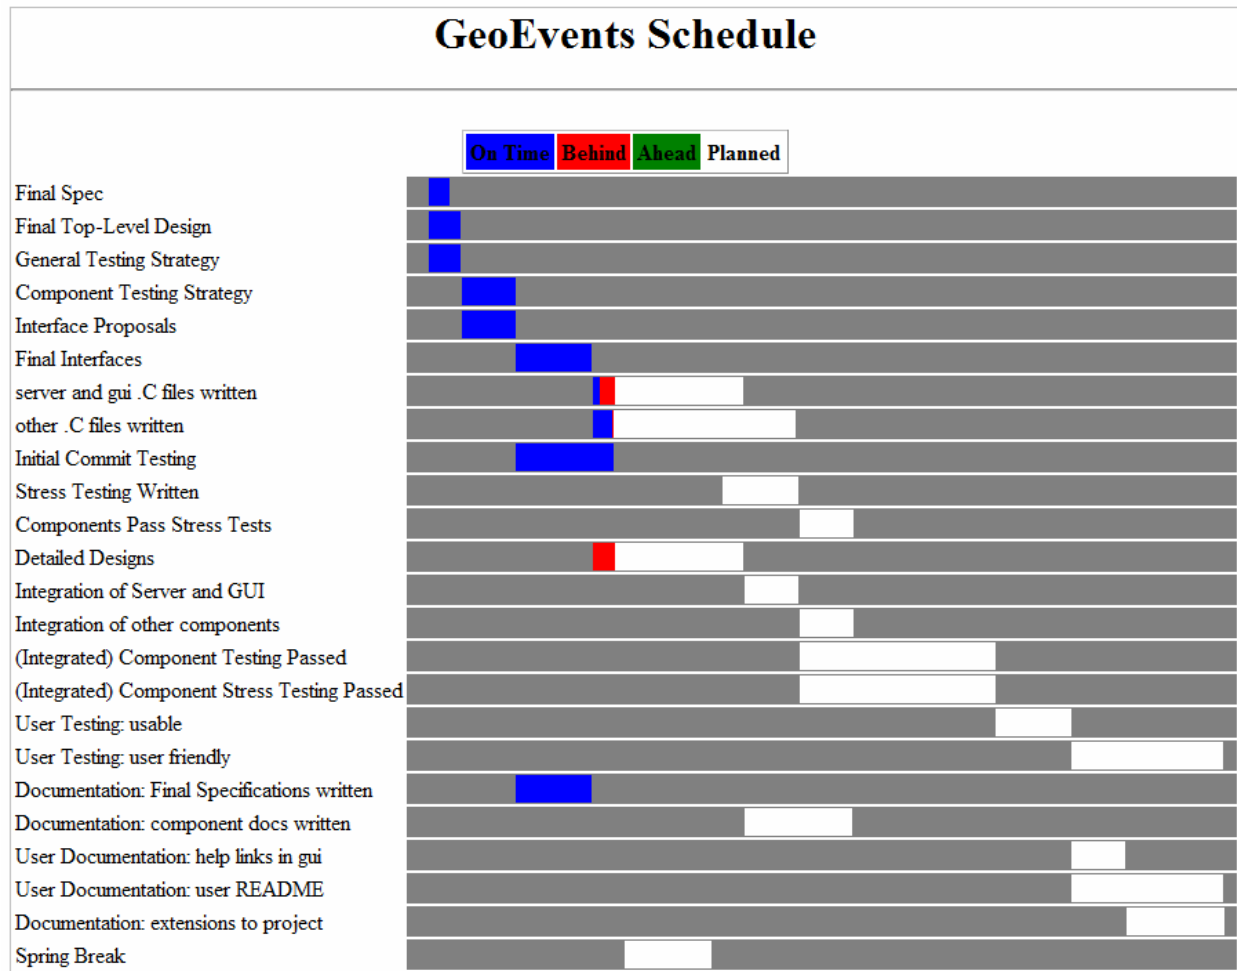 GeoEvents Schedule
On Time Behind Ahead Planned
Final Spec
Final Top-Level Design
General Testing Strategy
Component Testing Strategy
Interface Proposals
Final Interfaces
server and gui .C files written
other .C files written
Initial Commit Testing
Stress Testing Written
Components Pass Stress Tests
Detailed Designs
Integration of Server and GUI
Integration of other components
(Integrated) Component Testing Passed
(Integrated) Component Stress Testing Passed
User Testing: usable
User Testing: user friendly
Documentation: Final Specifications written
Documentation: component docs written
User Documentation: help links in gui
User Documentation: user README
Documentation: extensions to project
Spring Break